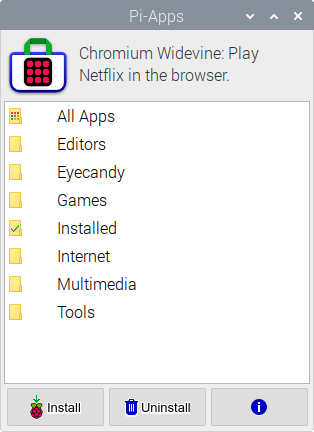 Pi-Apps
Chromium Widevine: Play
Netflix in the browser.
All Apps
Editors
Eyecandy
Games
Installed
Internet
Multimedia
Tools
Install
Uninstall